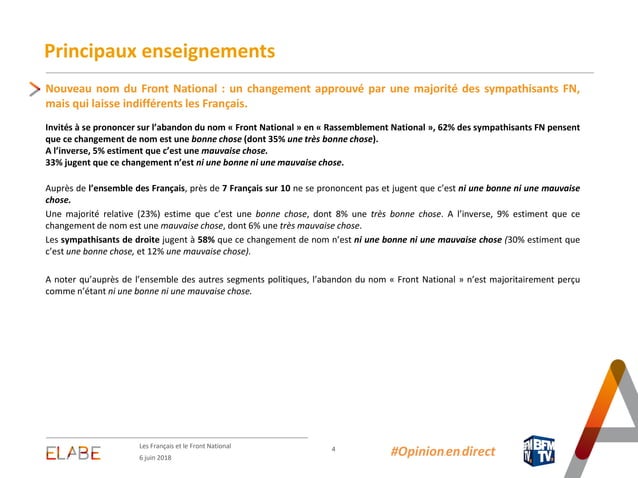 Principaux enseignements
Nouveau nom du Front National : un changement approuvé par une majorité des sympathisants FN,
mais qui laisse indifférents les Français.
Invités à se prononcer sur l’abandon du nom « Front National » en « Rassemblement National », 62% des sympathisants FN pensent
que ce changement de nom est une bonne chose (dont 35% une très bonne chose).
A l’inverse, 5% estiment que c’est une mauvaise chose.
33% jugent que ce changement n’est ni une bonne ni une mauvaise chose.
Auprès de l’ensemble des Français, près de 7 Français sur 10 ne se prononcent pas et jugent que c’est ni une bonne ni une mauvaise
chose.
Une majorité relative (23%) estime que c’est une bonne chose, dont 8% une très bonne chose. A l’inverse, 9% estiment que ce
changement de nom est une mauvaise chose, dont 6% une très mauvaise chose.
Les sympathisants de droite jugent à 58% que ce changement de nom n’est ni une bonne ni une mauvaise chose (30% estiment que
c’est une bonne chose, et 12% une mauvaise chose).
A noter qu’auprès de l’ensemble des autres segments politiques, l’abandon du nom « Front National » n’est majoritairement perçu
comme n’étant ni une bonne ni une mauvaise chose.
ELABE
Les Français et le Front National
6 juin 2018
4
#Opinion en direct
BFM
TV.